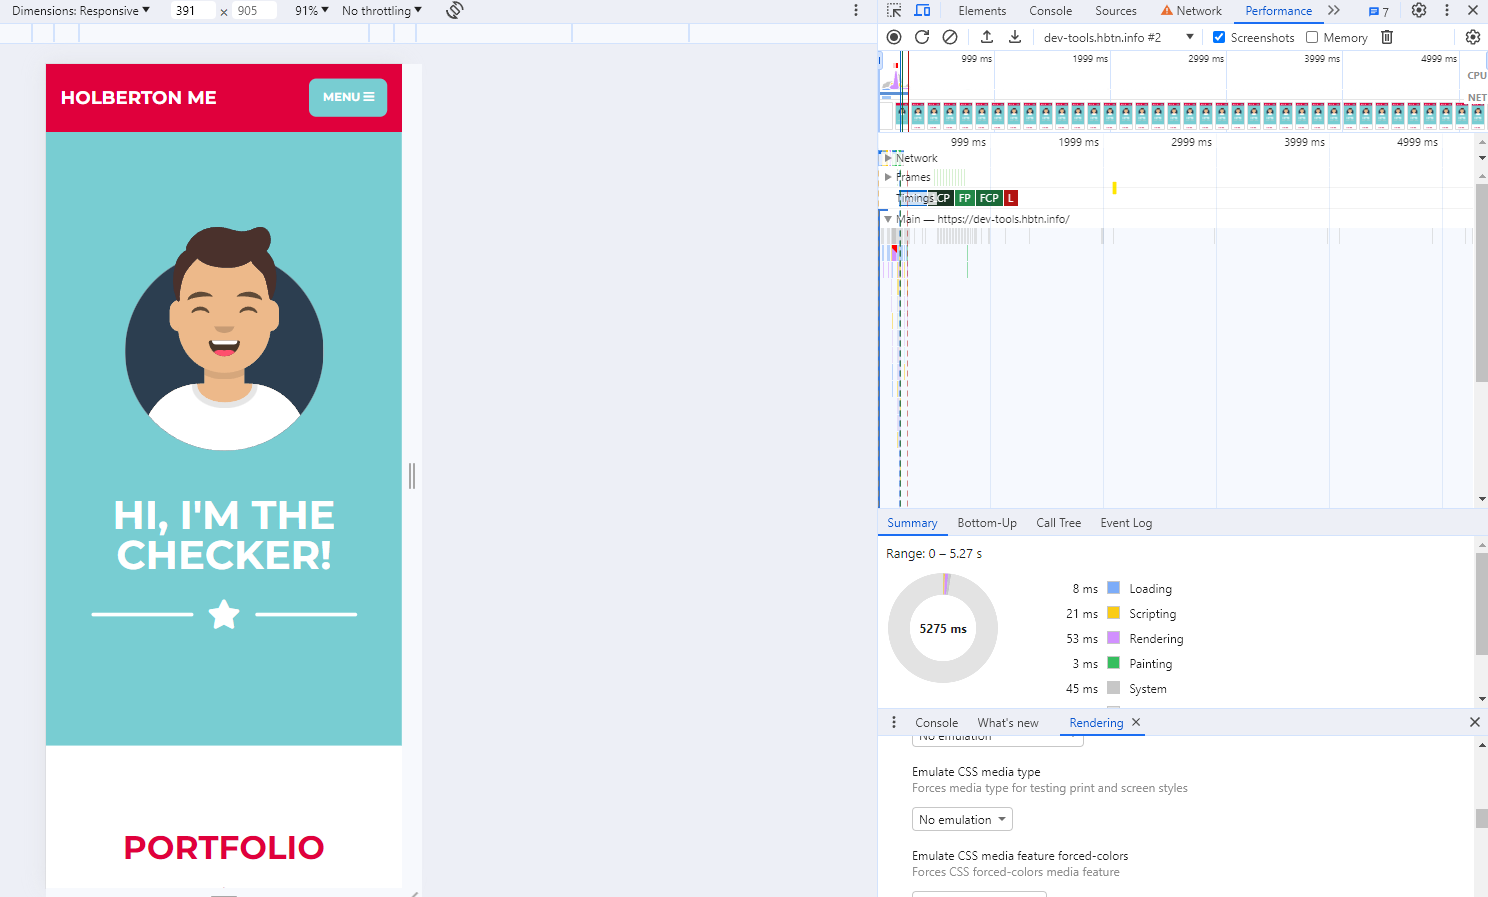 Dimensions: Responsive 391 × 905 91% No throttling
Elements Console Sources Network Performance 7
dev-tools.hbtn.info #2 Screenshots Memory
999 ms 1999 ms 2999 ms 3999 ms 4999 ms
CPU
NET
999 ms 1999 ms 2999 ms 3999 ms 4999 ms
Network
Frames
Timings CP FP FCP L
Main — https://dev-tools.hbtn.info/
HOLBERTON ME
MENU
HI, I'M THE
CHECKER!
PORTFOLIO
Summary Bottom-Up Call Tree Event Log
Range: 0 – 5.27 s
5275 ms
8 ms Loading
21 ms Scripting
53 ms Rendering
3 ms Painting
45 ms System
Console What's new Rendering
No emulation
Emulate CSS media type
Forces media type for testing print and screen styles
No emulation
Emulate CSS media feature forced-colors
Forces CSS forced-colors media feature